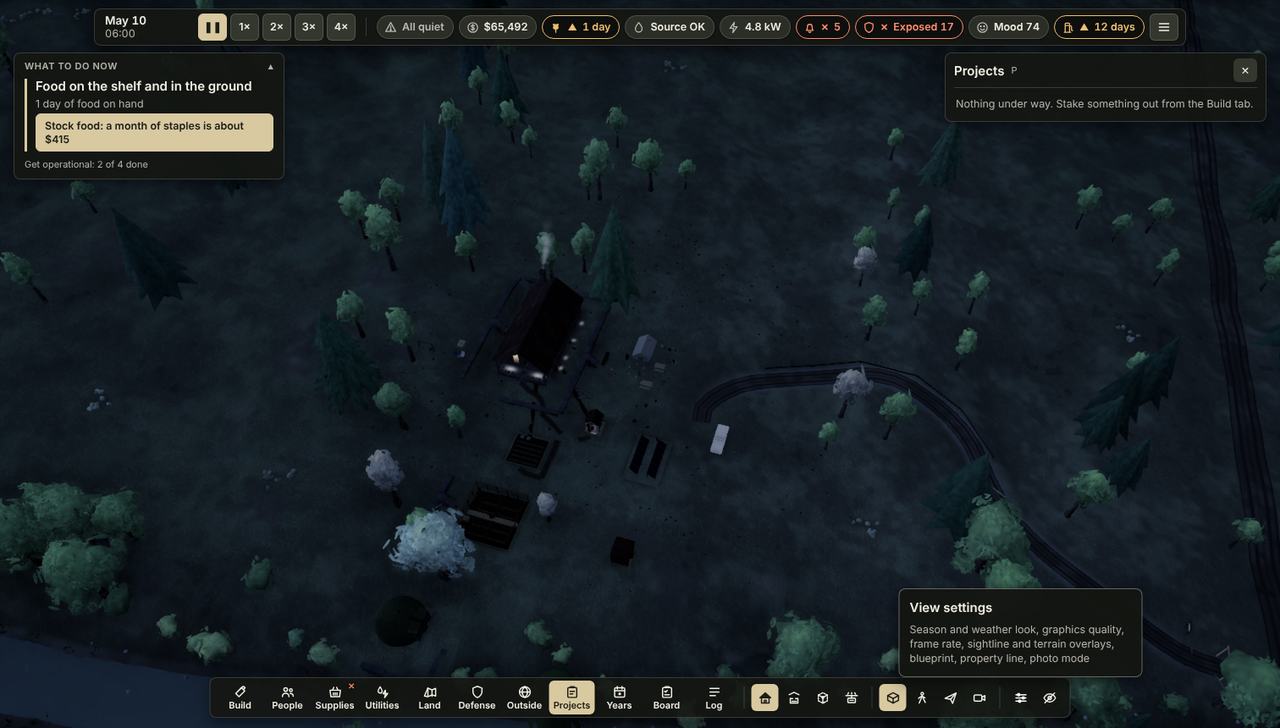 May 10
06:00
1×
2×
3×
4×
All quiet
$65,492
1 day
Source OK
4.8 kW
× 5
× Exposed 17
Mood 74
12 days
WHAT TO DO NOW
Food on the shelf and in the ground
1 day of food on hand
Stock food: a month of staples is about
$415
Get operational: 2 of 4 done
Projects P
Nothing under way. Stake something out from the Build tab.
View settings
Season and weather look, graphics quality,
frame rate, sightline and terrain overlays,
blueprint, property line, photo mode
Build
People
Supplies
Utilities
Land
Defense
Outside
Projects
Years
Board
Log